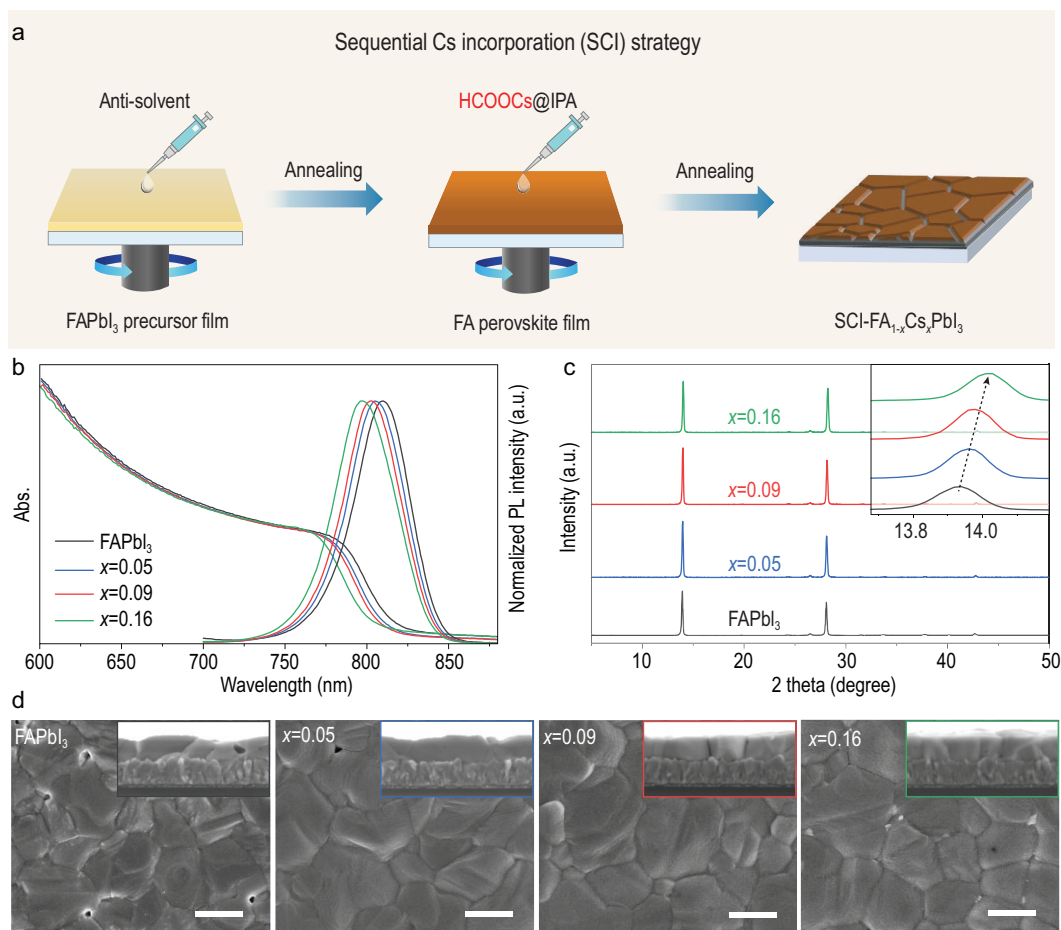 a
Sequential Cs incorporation (SCI) strategy
Anti-solvent
HCOOCs@IPA
Annealing
Annealing
FAPbI₃ precursor film
FA perovskite film
SCI-FA₁₋ₓCsₓPbI₃
b
Abs.
Normalized PL intensity (a.u.)
FAPbI₃
x=0.05
x=0.09
x=0.16
600
650
700
750
800
850
Wavelength (nm)
c
Intensity (a.u.)
x=0.16
x=0.09
x=0.05
FAPbI₃
13.8
14.0
10
20
30
40
50
2 theta (degree)
d
FAPbI₃
x=0.05
x=0.09
x=0.16